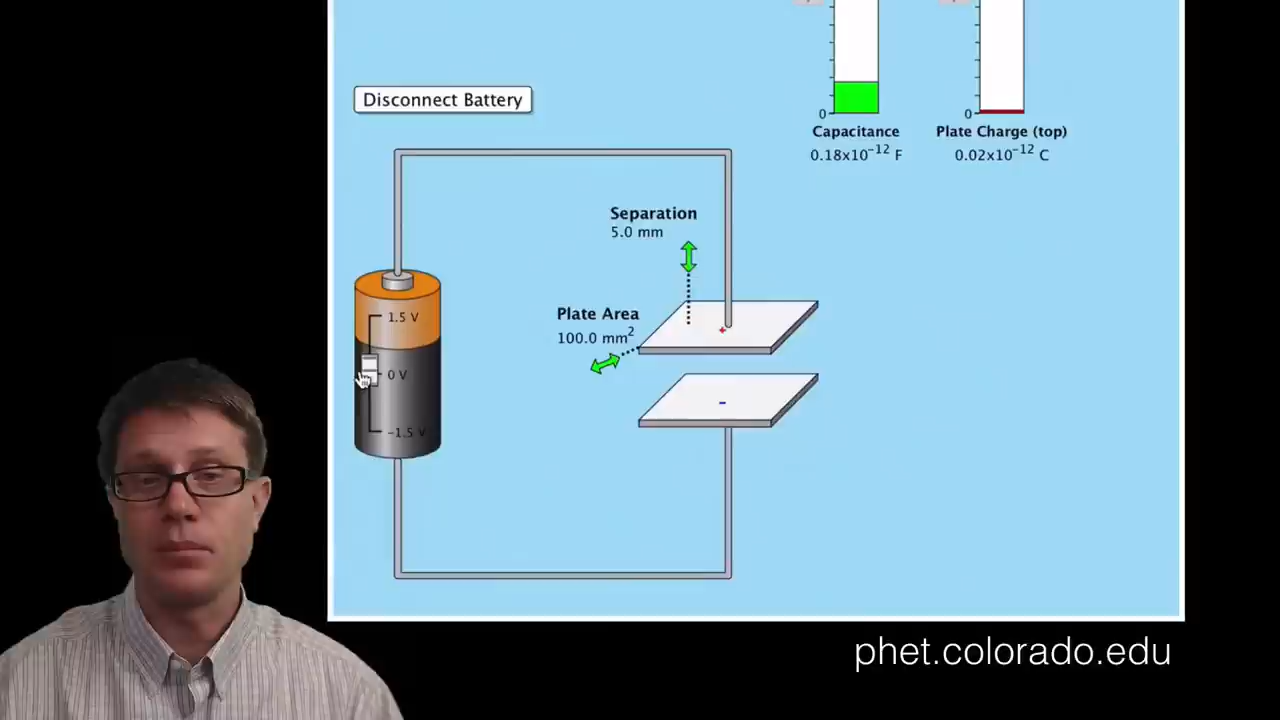 0
0
Capacitance
0.18x10⁻¹² F
Plate Charge (top)
0.02x10⁻¹² C
Disconnect Battery
Separation
5.0 mm
Plate Area
100.0 mm²
1.5 V
0 V
-1.5 V
+
-
phet.colorado.edu